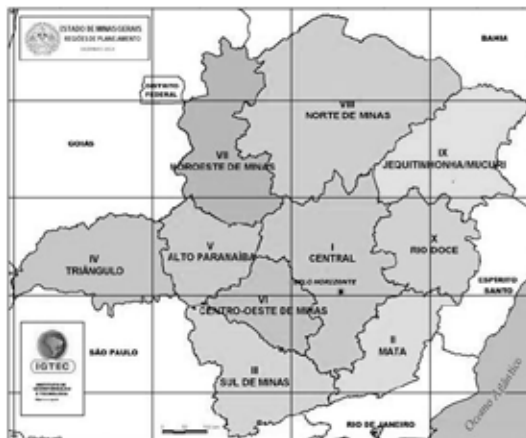 ESTADO DE MINAS GERAIS
REGIÕES DE PLANEJAMENTO
BAHIA
DISTRITO
FEDERAL
VIII
NORTE DE MINAS
GOIÁS
IX
JEQUITINHONHA/MUCURI
VII
NOROESTE DE MINAS
V
ALTO PARANAÍBA
I
CENTRAL
X
RIO DOCE
IV
TRIÂNGULO
BELO HORIZONTE
ESPÍRITO
SANTO
VI
CENTRO-OESTE DE MINAS
IGTEC
SÃO PAULO
II
MATA
III
SUL DE MINAS
Oceano Atlântico
RIO DE JANEIRO